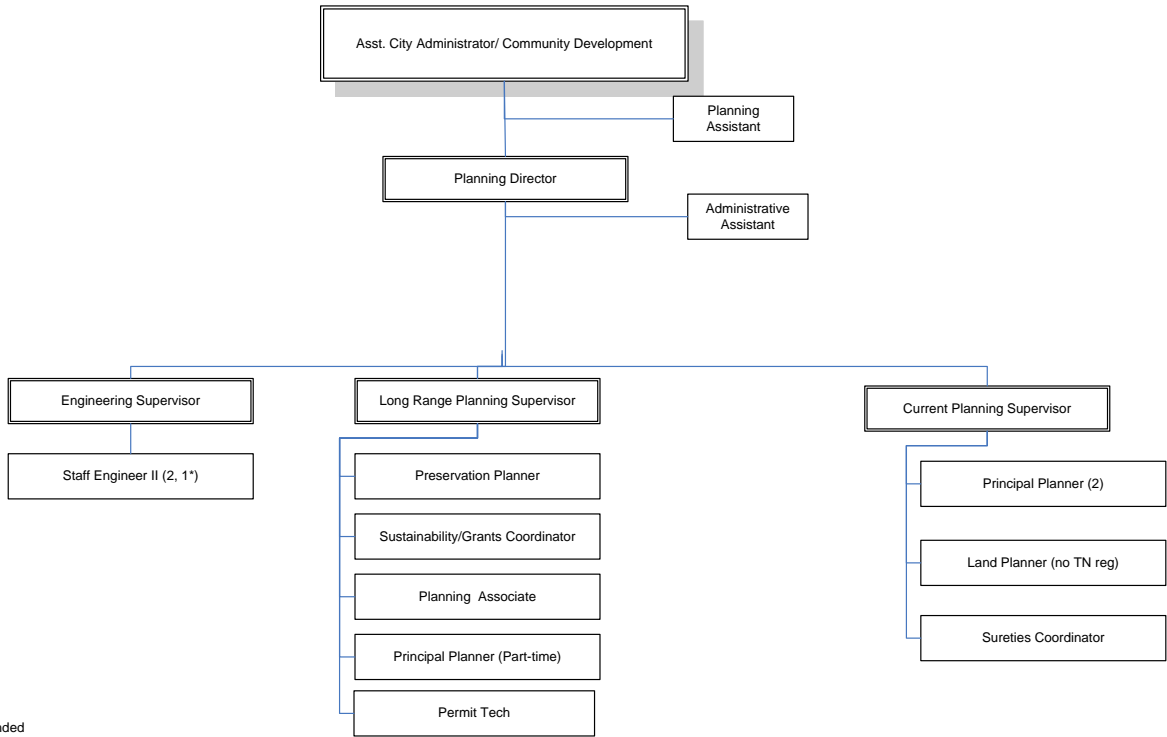 Asst. City Administrator/ Community Development
Planning
Assistant
Planning Director
Administrative
Assistant
Engineering Supervisor
Staff Engineer II (2, 1*)
Long Range Planning Supervisor
Preservation Planner
Sustainability/Grants Coordinator
Planning Associate
Principal Planner (Part-time)
Permit Tech
Current Planning Supervisor
Principal Planner (2)
Land Planner (no TN reg)
Sureties Coordinator